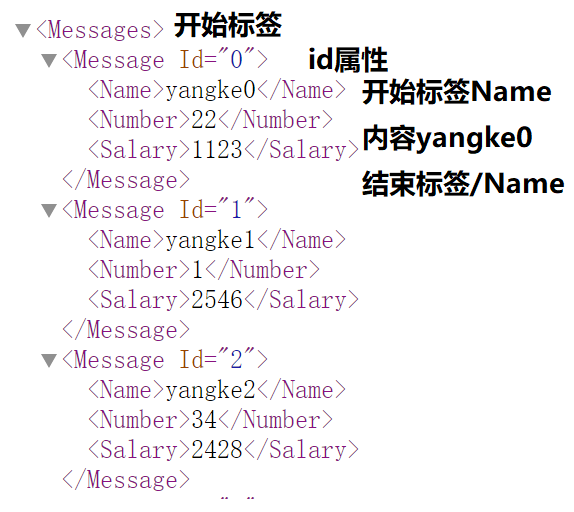 <Messages> 开始标签
<Message Id="0"> id属性
<Name>yangke0</Name> 开始标签Name
<Number>22</Number>
<Salary>1123</Salary> 内容yangke0
</Message> 结束标签/Name
<Message Id="1">
<Name>yangke1</Name>
<Number>1</Number>
<Salary>2546</Salary>
</Message>
<Message Id="2">
<Name>yangke2</Name>
<Number>34</Number>
<Salary>2428</Salary>
</Message>